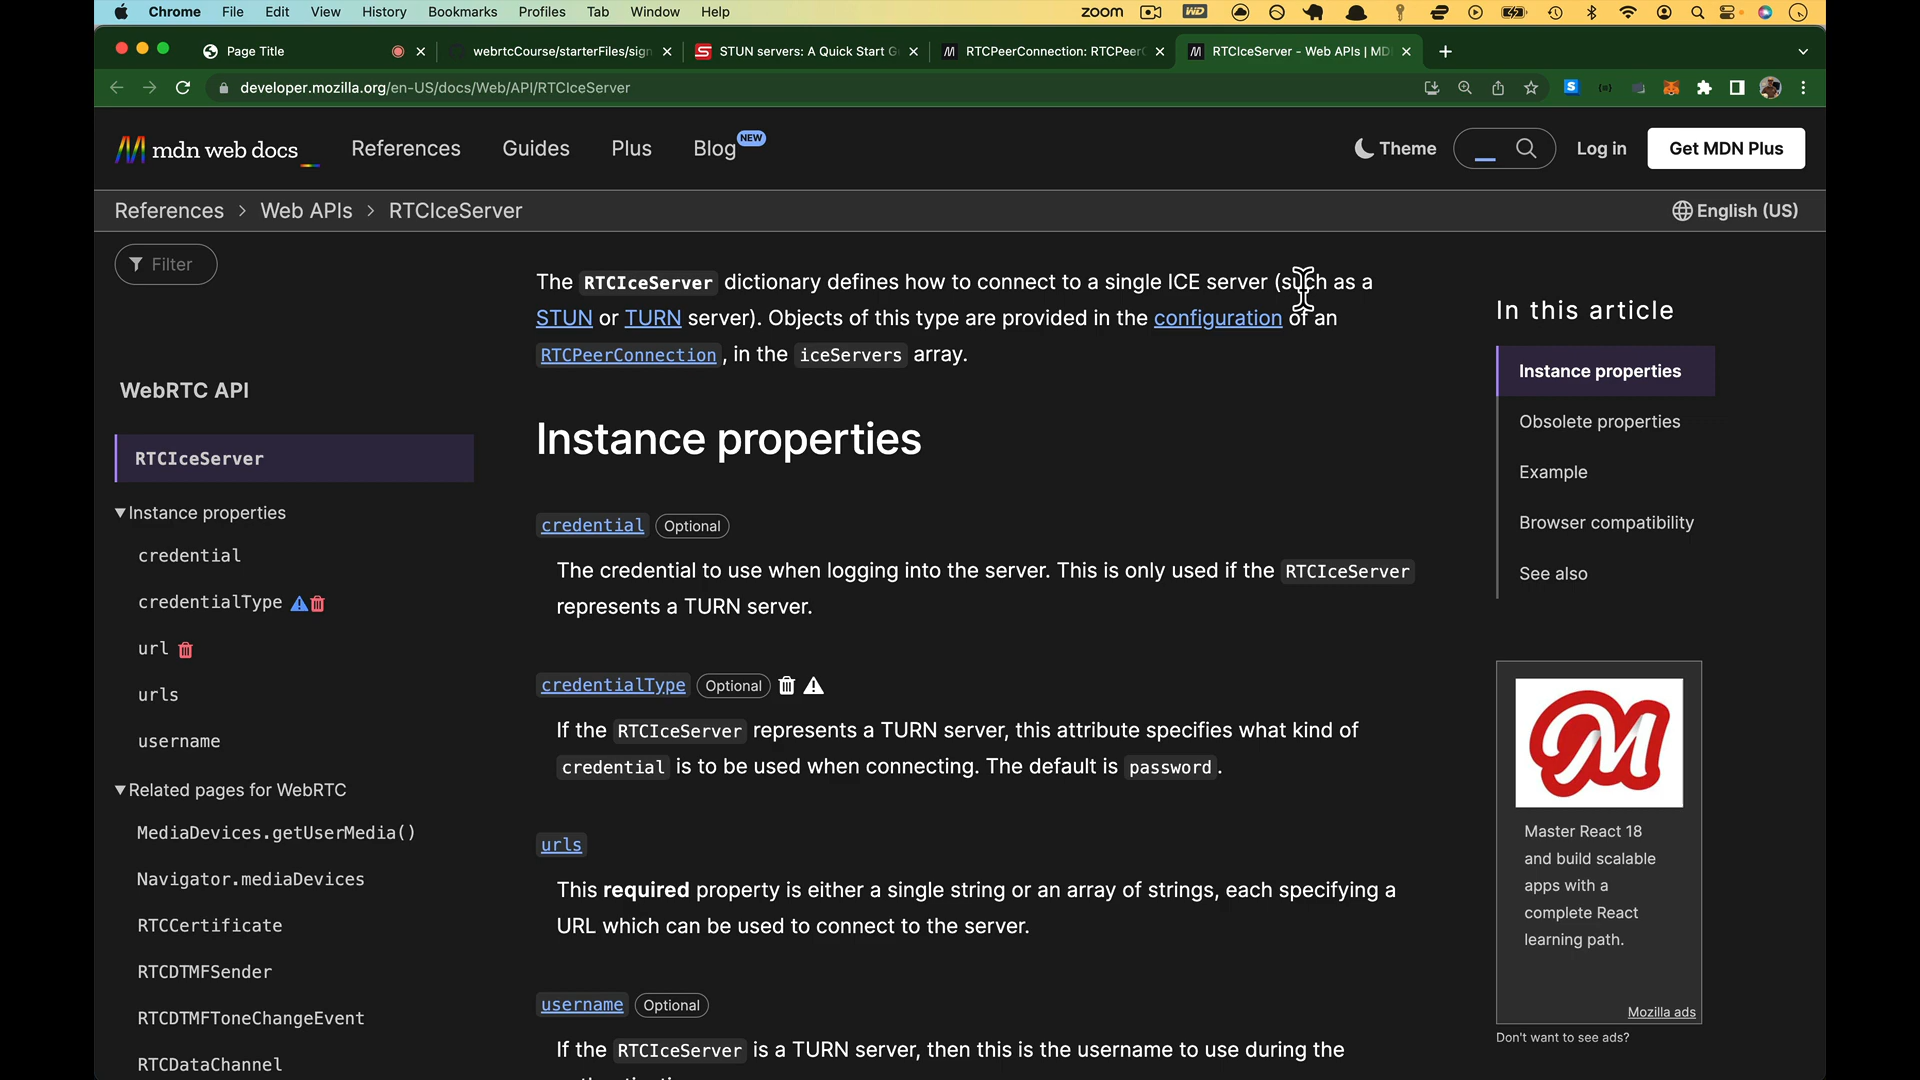 Chrome File Edit View History Bookmarks Profiles Tab Window Help zoom WD
Page Title
webrtcCourse/starterFiles/sign
STUN servers: A Quick Start G
RTCPeerConnection: RTCPeerC
RTCIceServer - Web APIs | MD
developer.mozilla.org/en-US/docs/Web/API/RTCIceServer
mdn web docs References Guides Plus Blog NEW Theme Log in Get MDN Plus
References > Web APIs > RTCIceServer English (US)
Filter
WebRTC API
RTCIceServer
Instance properties
credential
credentialType
url
urls
username
Related pages for WebRTC
MediaDevices.getUserMedia()
Navigator.mediaDevices
RTCCertificate
RTCDTMFSender
RTCDTMFToneChangeEvent
RTCDataChannel
The RTCIceServer dictionary defines how to connect to a single ICE server (such as a
STUN or TURN server). Objects of this type are provided in the configuration of an
RTCPeerConnection, in the iceServers array.
Instance properties
credential Optional
The credential to use when logging into the server. This is only used if the RTCIceServer
represents a TURN server.
credentialType Optional
If the RTCIceServer represents a TURN server, this attribute specifies what kind of
credential is to be used when connecting. The default is password.
urls
This required property is either a single string or an array of strings, each specifying a
URL which can be used to connect to the server.
username Optional
If the RTCIceServer is a TURN server, then this is the username to use during the
In this article
Instance properties
Obsolete properties
Example
Browser compatibility
See also
Master React 18
and build scalable
apps with a
complete React
learning path.
Mozilla ads
Don't want to see ads?